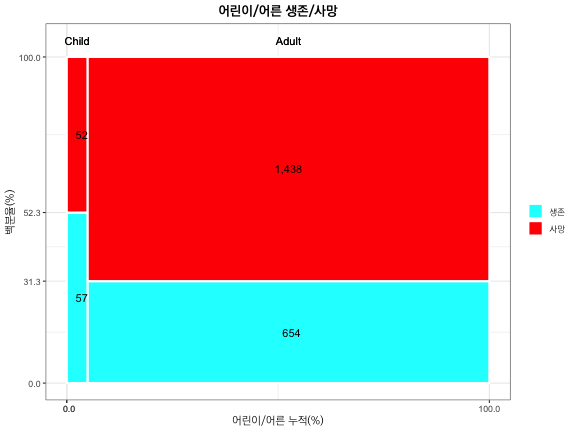 어린이/어른 생존/사망
Child Adult
100.0
52
1,438
52.3
생존
사망
31.3
57
654
0.0
0.0 100.0
백분율(%)
어린이/어른 누적(%)